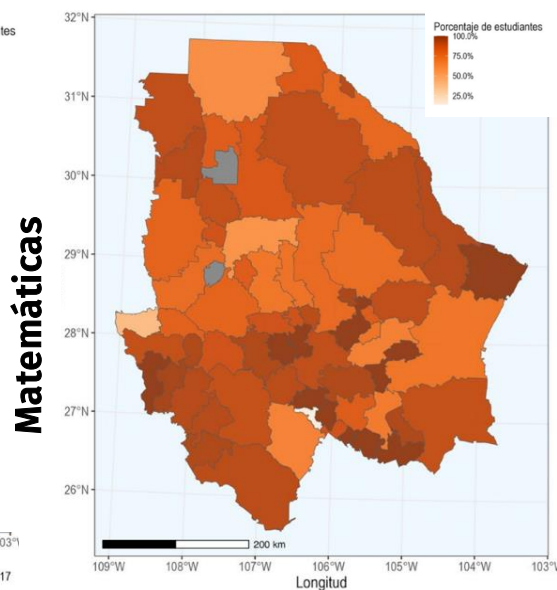 tes
Matemáticas
32°N
31°N
30°N
29°N
28°N
27°N
26°N
Porcentaje de estudiantes
100.0%
75.0%
50.0%
25.0%
200 km
03°\
109°W
108°W
107°W
106°W
105°W
104°W
103°W
Longitud
17